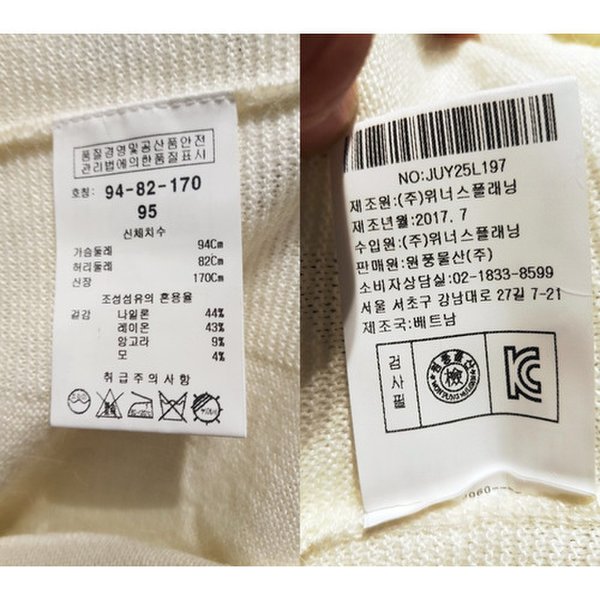 품질경영및공산품안전
관리법에의한품질표시
호칭: 94-82-170
95
신체치수
가슴둘레 94Cm
허리둘레 82Cm
신장 170Cm
조성섬유의 혼용율
겉감 나일론 44%
레이온 43%
앙고라 9%
모 4%
취급주의사항
NO:JUY25L197
제조원:(주)위너스플래닝
제조년월:2017. 7
수입원:(주)위너스플래닝
판매원:원풍물산(주)
소비자상담실:02-1833-8599
서울 서초구 강남대로 27길 7-21
제조국:베트남
검사필
원풍물산
檢
KC